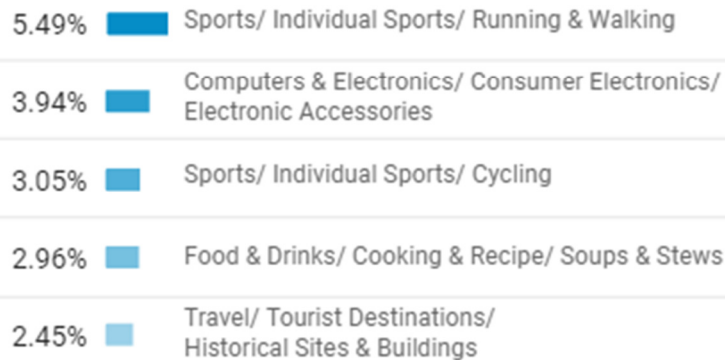 5.49% Sports/ Individual Sports/ Running & Walking
3.94% Computers & Electronics/ Consumer Electronics/
Electronic Accessories
3.05% Sports/ Individual Sports/ Cycling
2.96% Food & Drinks/ Cooking & Recipe/ Soups & Stews
2.45% Travel/ Tourist Destinations/
Historical Sites & Buildings